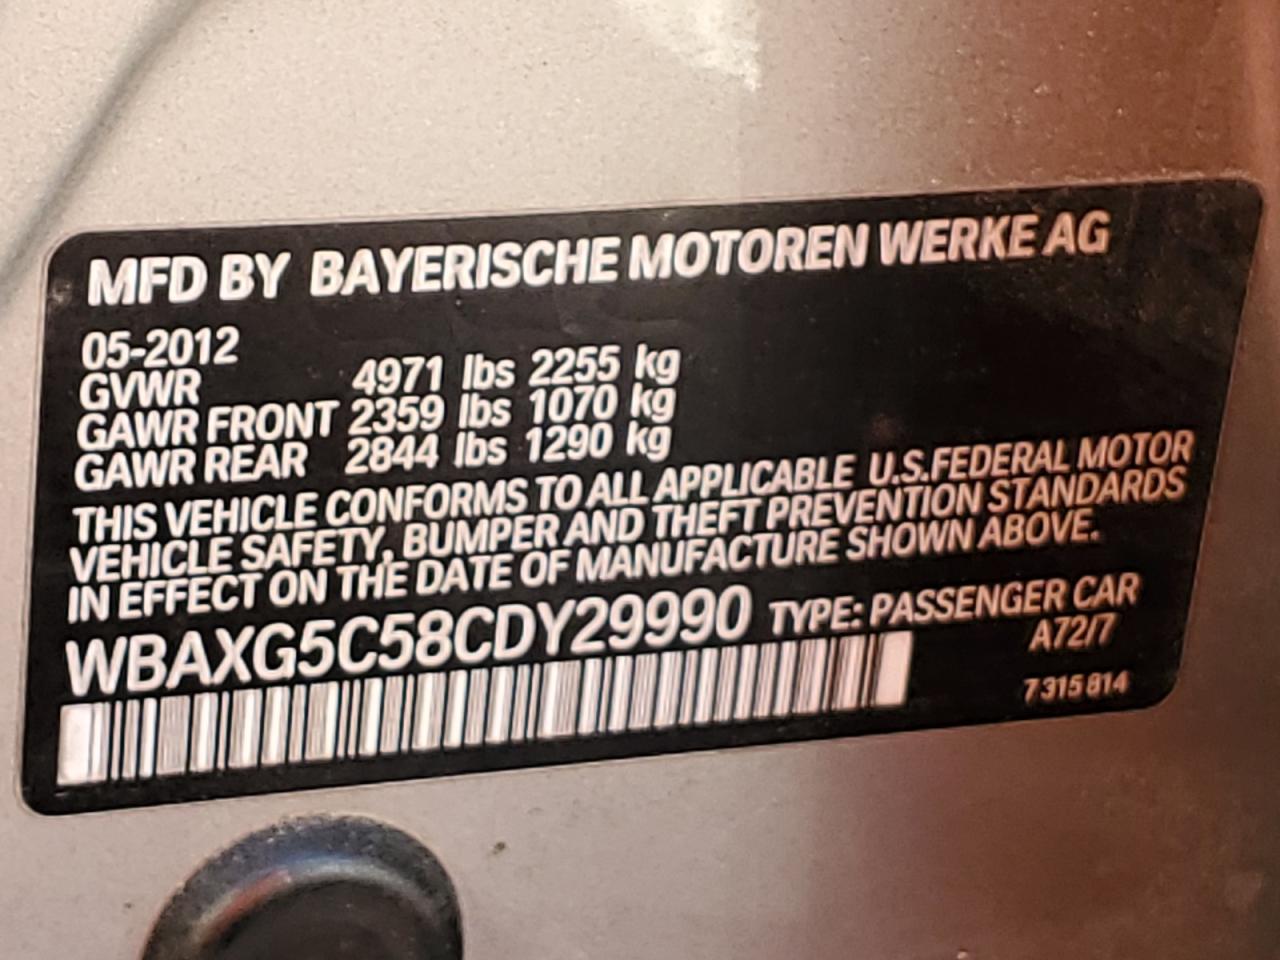 MFD BY BAYERISCHE MOTOREN WERKE AG
05-2012
GVWR 4971 lbs 2255 kg
GAWR FRONT 2359 lbs 1070 kg
GAWR REAR 2844 lbs 1290 kg
THIS VEHICLE CONFORMS TO ALL APPLICABLE U.S.FEDERAL MOTOR
VEHICLE SAFETY, BUMPER AND THEFT PREVENTION STANDARDS
IN EFFECT ON THE DATE OF MANUFACTURE SHOWN ABOVE.
WBAXG5C58CDY29990 TYPE: PASSENGER CAR
A72/7
7 315 814